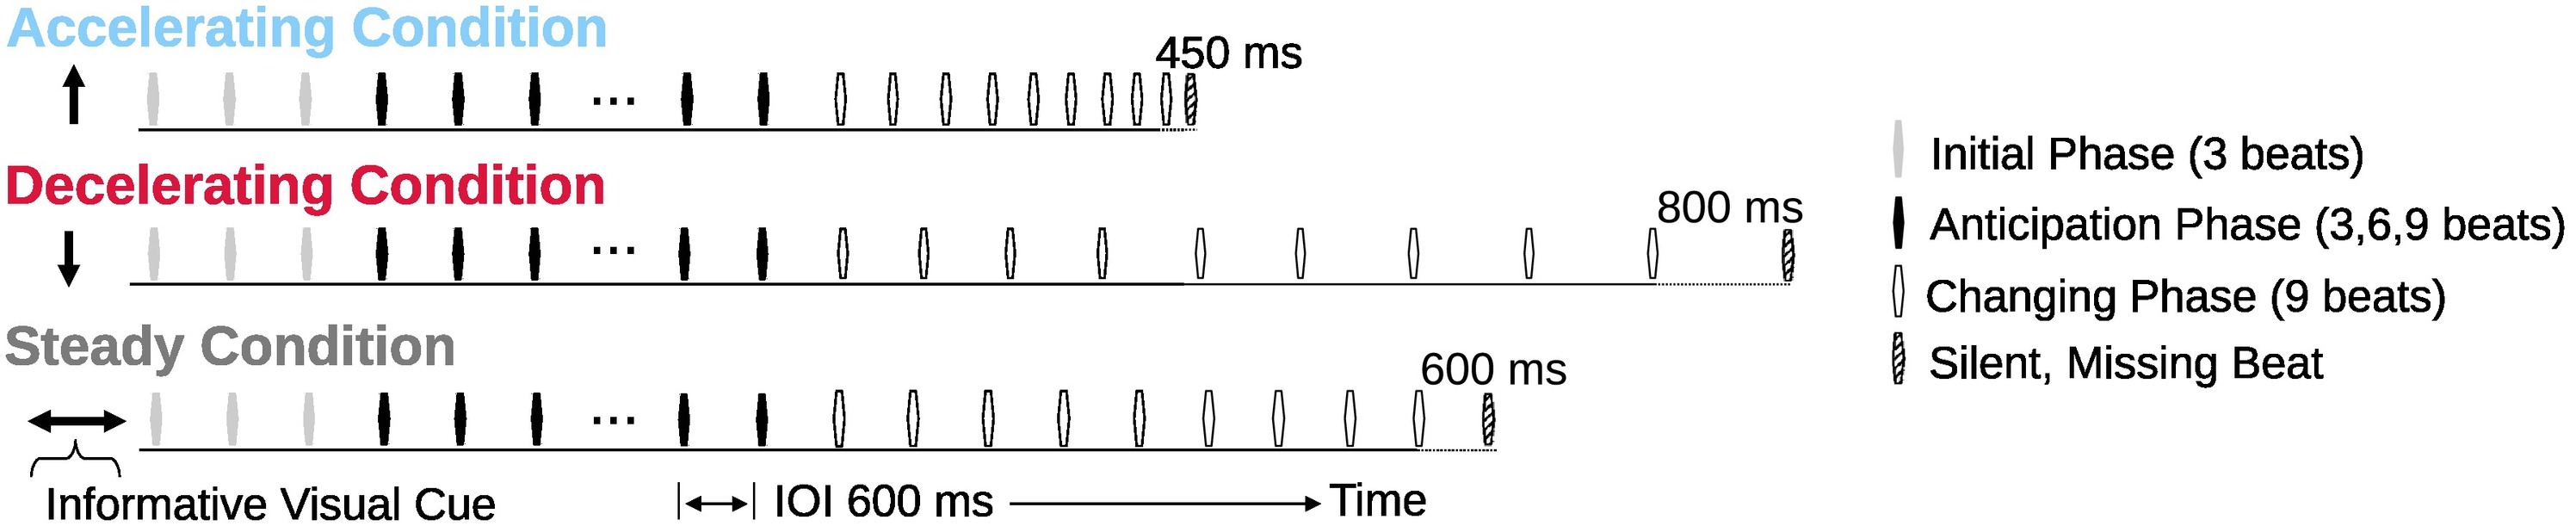 Accelerating Condition
450 ms
...
Decelerating Condition
800 ms
...
Steady Condition
600 ms
...
Informative Visual Cue
IOI 600 ms
Time
Initial Phase (3 beats)
Anticipation Phase (3,6,9 beats)
Changing Phase (9 beats)
Silent, Missing Beat